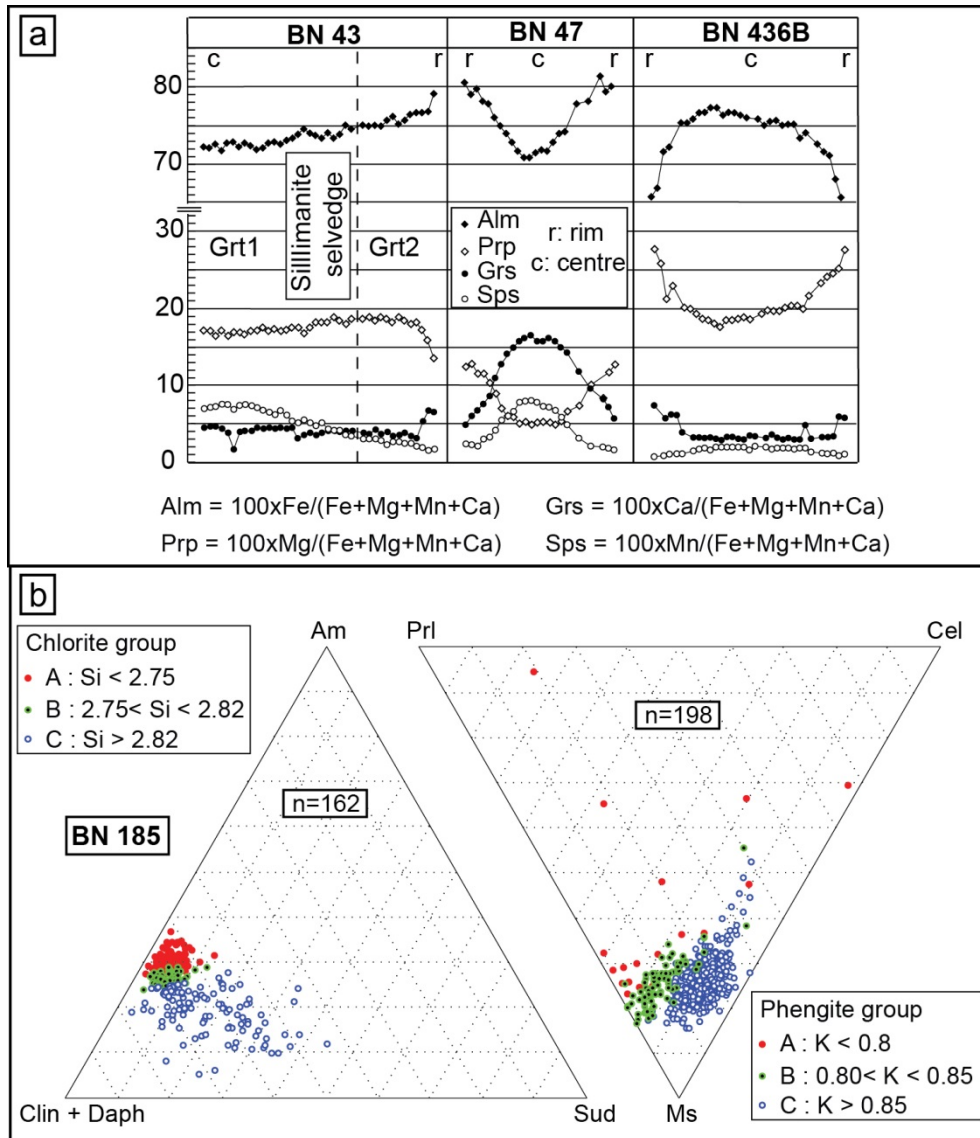 a
BN 43 BN 47 BN 436B
c r r c r r c r
80
70
30
20
10
0
Grt1
Silllimanite
selvedge
Grt2
Alm
Prp
Grs
Sps
r: rim
c: centre
Alm = 100xFe/(Fe+Mg+Mn+Ca) Grs = 100xCa/(Fe+Mg+Mn+Ca)
Prp = 100xMg/(Fe+Mg+Mn+Ca) Sps = 100xMn/(Fe+Mg+Mn+Ca)
b
Chlorite group
A : Si < 2.75
B : 2.75< Si < 2.82
C : Si > 2.82
Am
n=162
BN 185
Clin + Daph Sud
Prl Cel
n=198
Phengite group
A : K < 0.8
B : 0.80< K < 0.85
C : K > 0.85
Ms